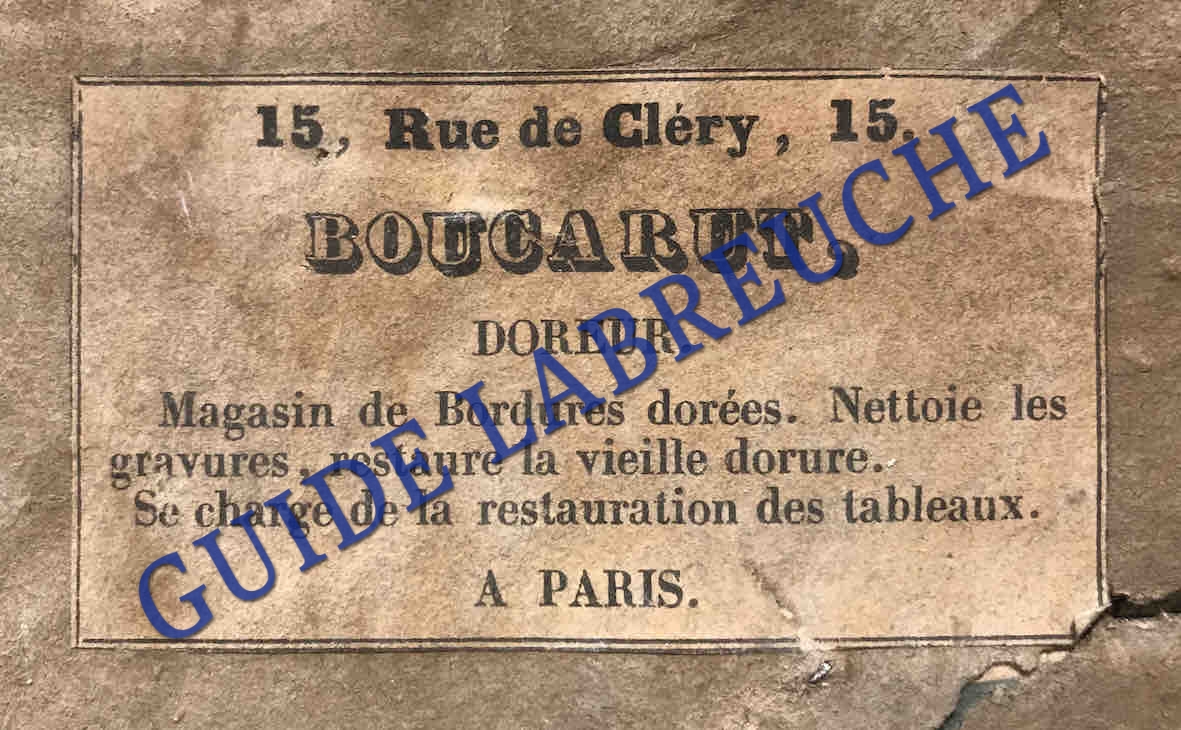 15, Rue de Cléry, 15.
BOUCARUT,
DOREUR
Magasin de Bordures dorées. Nettoie les
gravures, restaure la vieille dorure.
Se charge de la restauration des tableaux.
A PARIS.
GUIDE LABREUCHE